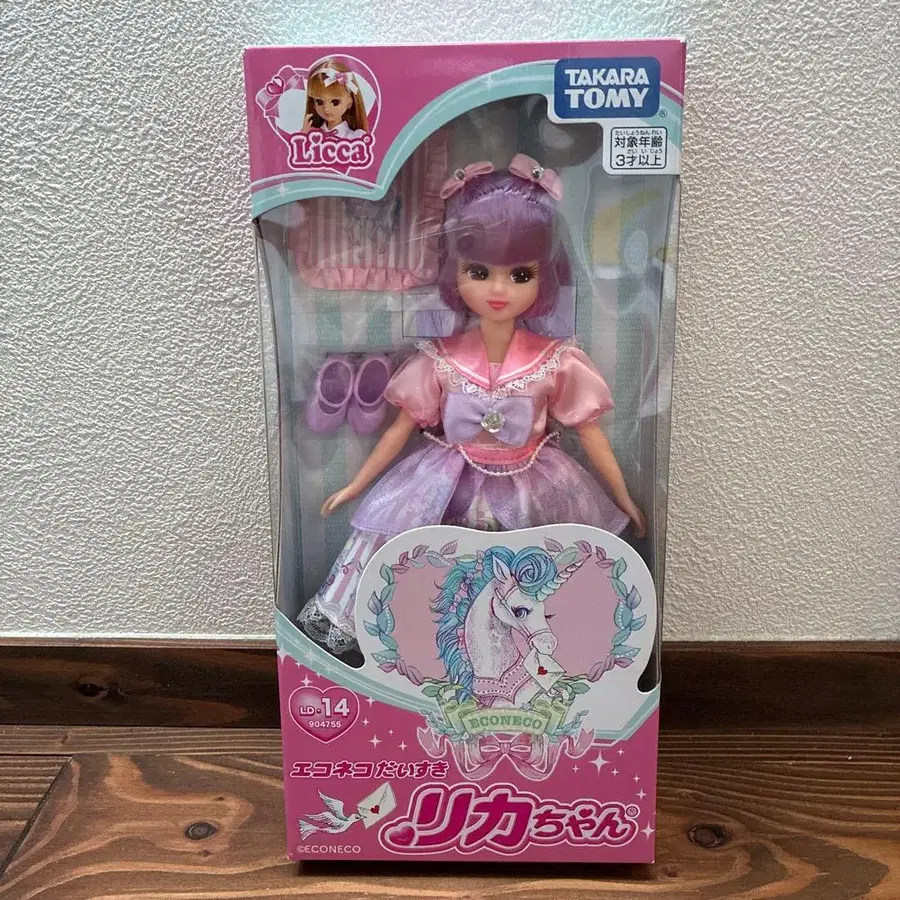 Licca
TAKARA
TOMY®
たいしょうねんれい
対象年齢
さい いじょう
3才以上
ECONECO
LD-14
904755
エコネコ だいすき
リカちゃん®
©ECONECO